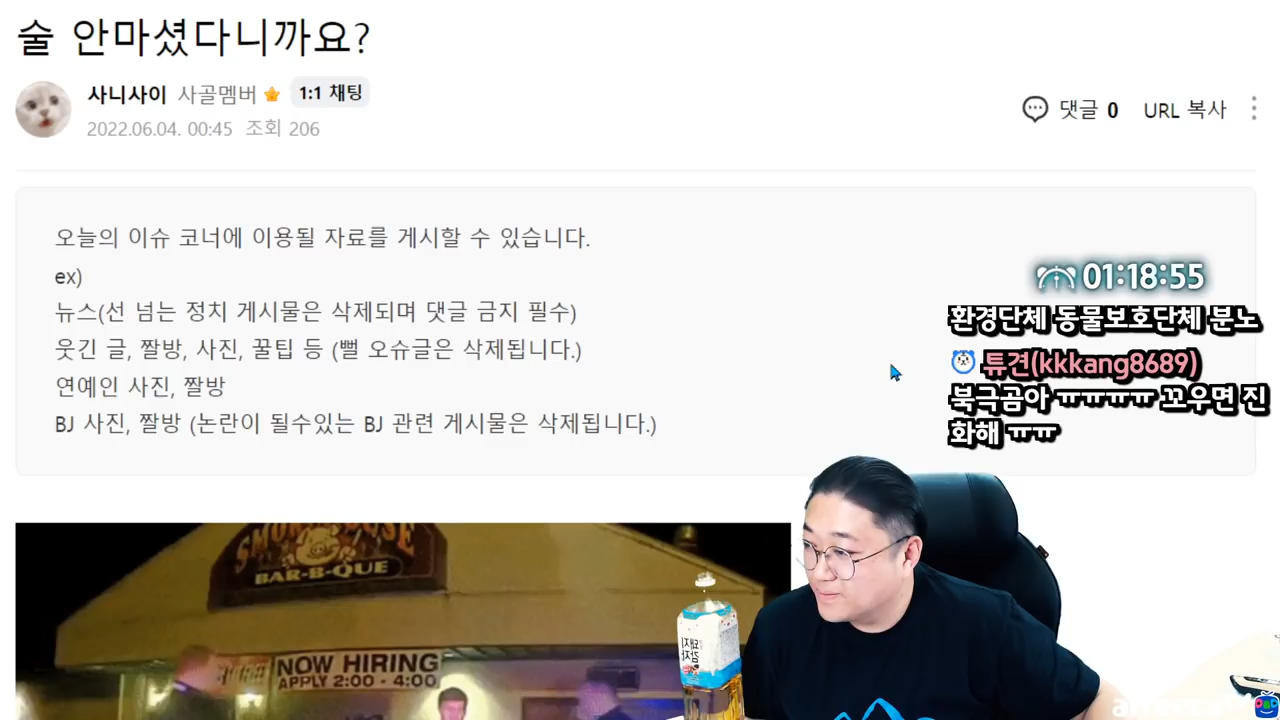 술 안마셨다니까요?
사니사이 사골멤버 1:1 채팅
2022.06.04. 00:45 조회 206
댓글 0 URL 복사
오늘의 이슈 코너에 이용될 자료를 게시할 수 있습니다.
ex)
뉴스(선 넘는 정치 게시물은 삭제되며 댓글 금지 필수)
웃긴 글, 짤방, 사진, 꿀팁 등 (뻘 오슈글은 삭제됩니다.)
연예인 사진, 짤방
BJ 사진, 짤방 (논란이 될수있는 BJ 관련 게시물은 삭제됩니다.)
01:18:55
환경단체 동물보호단체 분노
튜견(kkkang8689)
북극곰아 ㅠㅠㅠㅠ 꼬우면 진
화해 ㅠㅠ
BAR-B-QUE
NOW HIRING
APPLY 2:00 - 4:00